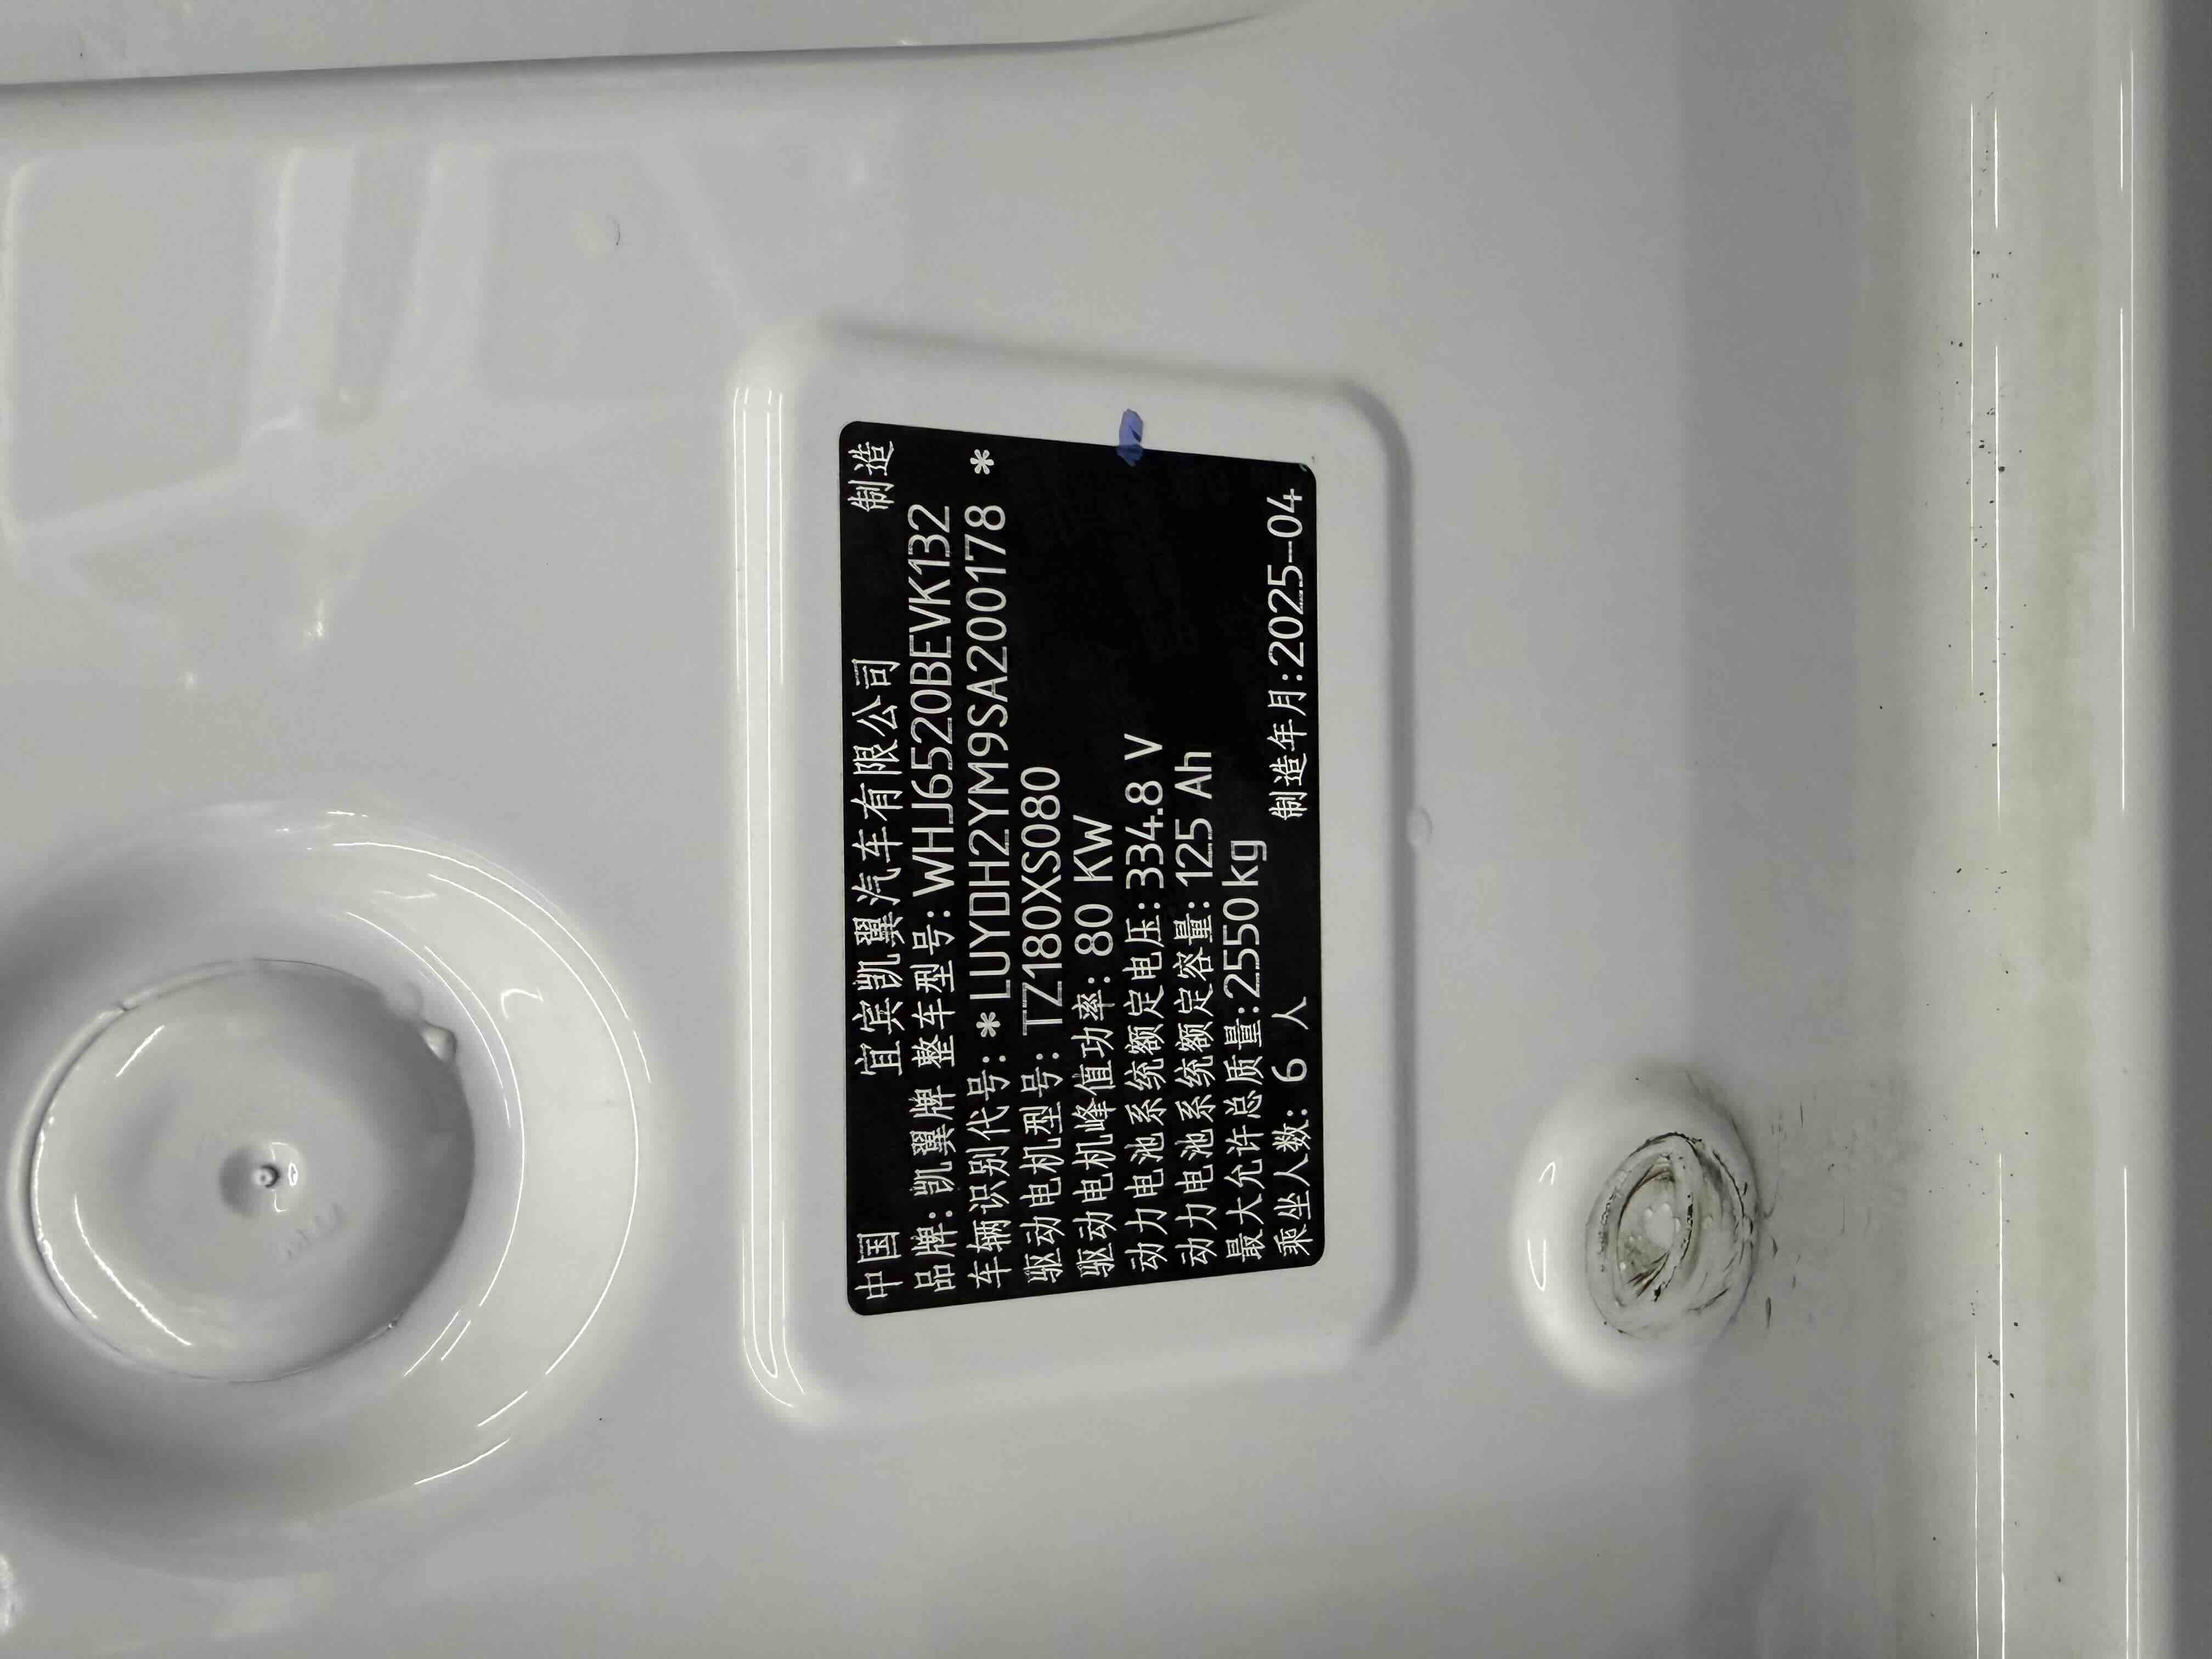 中国 宜宾凯翼汽车有限公司 制造
品牌:凯翼牌 整车型号:WHJ6520BEVK132
车辆识别代号:*LUYDH2YM9SA200178*
驱动电机型号:TZ180XS080
驱动电机峰值功率:80 KW
动力电池系统额定电压:334.8 V
动力电池系统额定容量:125 Ah
最大允许总质量:2550kg
乘坐人数:6 人 制造年月:2025-04